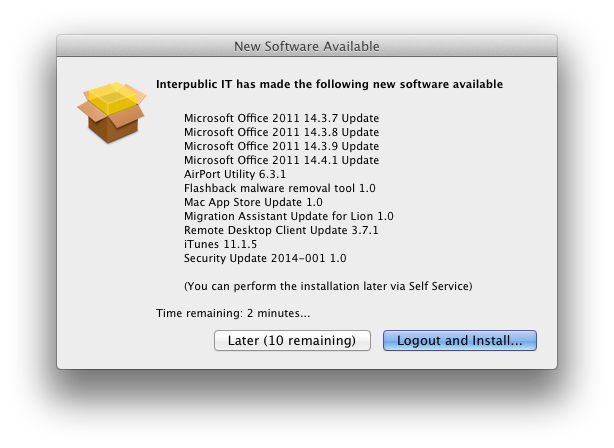 New Software Available
Interpublic IT has made the following new software available
Microsoft Office 2011 14.3.7 Update
Microsoft Office 2011 14.3.8 Update
Microsoft Office 2011 14.3.9 Update
Microsoft Office 2011 14.4.1 Update
AirPort Utility 6.3.1
Flashback malware removal tool 1.0
Mac App Store Update 1.0
Migration Assistant Update for Lion 1.0
Remote Desktop Client Update 3.7.1
iTunes 11.1.5
Security Update 2014-001 1.0
(You can perform the installation later via Self Service)
Time remaining: 2 minutes...
Later (10 remaining)
Logout and Install...